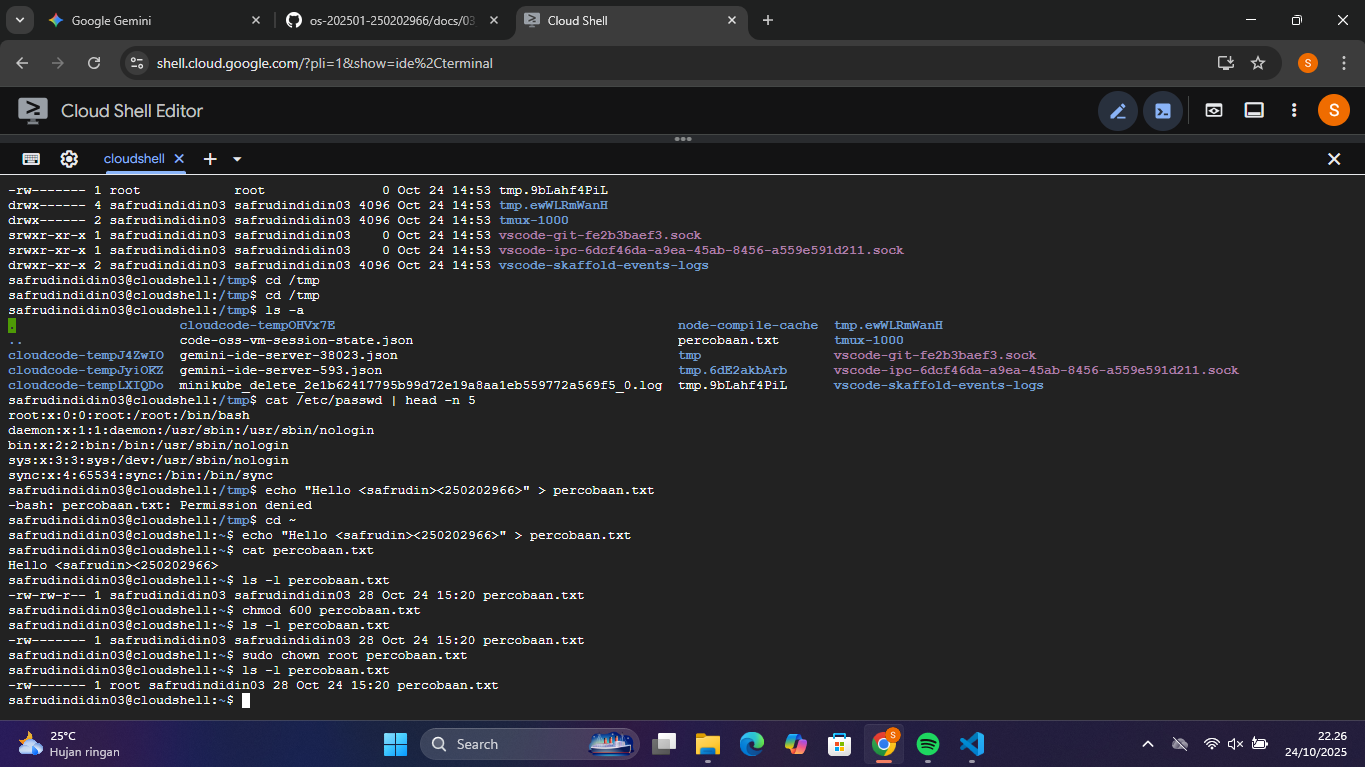 Google Gemini
os-202501-250202966/docs/03
Cloud Shell
shell.cloud.google.com/?pli=1&show=ide%2Cterminal
S
Cloud Shell Editor
S
cloudshell
-rw------- 1 root            root               0 Oct 24 14:53 tmp.9bLahf4PiL
drwx------ 4 safrudindidin03 safrudindidin03 4096 Oct 24 14:53 tmp.ewWLRmWanH
drwx------ 2 safrudindidin03 safrudindidin03 4096 Oct 24 14:53 tmux-1000
srwxr-xr-x 1 safrudindidin03 safrudindidin03    0 Oct 24 14:53 vscode-git-fe2b3baef3.sock
srwxr-xr-x 1 safrudindidin03 safrudindidin03    0 Oct 24 14:53 vscode-ipc-6dcf46da-a9ea-45ab-8456-a559e591d211.sock
drwxr-xr-x 2 safrudindidin03 safrudindidin03 4096 Oct 24 14:53 vscode-skaffold-events-logs
safrudindidin03@cloudshell:/tmp$ cd /tmp
safrudindidin03@cloudshell:/tmp$ cd /tmp
safrudindidin03@cloudshell:/tmp$ ls -a
. cloudcode-tempOHVx7E node-compile-cache tmp.ewWLRmWanH
.. code-oss-vm-session-state.json percobaan.txt tmux-1000
cloudcode-tempJ4ZwIO gemini-ide-server-38023.json tmp vscode-git-fe2b3baef3.sock
cloudcode-tempJyiOKZ gemini-ide-server-593.json tmp.6dE2akbArb vscode-ipc-6dcf46da-a9ea-45ab-8456-a559e591d211.sock
cloudcode-tempLXIQDo minikube_delete_2e1b62417795b99d72e19a8aa1eb559772a569f5_0.log tmp.9bLahf4PiL vscode-skaffold-events-logs
safrudindidin03@cloudshell:/tmp$ cat /etc/passwd | head -n 5
root:x:0:0:root:/root:/bin/bash
daemon:x:1:1:daemon:/usr/sbin:/usr/sbin/nologin
bin:x:2:2:bin:/bin:/usr/sbin/nologin
sys:x:3:3:sys:/dev:/usr/sbin/nologin
sync:x:4:65534:sync:/bin:/bin/sync
safrudindidin03@cloudshell:/tmp$ echo "Hello <safrudin><250202966>" > percobaan.txt
-bash: percobaan.txt: Permission denied
safrudindidin03@cloudshell:/tmp$ cd ~
safrudindidin03@cloudshell:~$ echo "Hello <safrudin><250202966>" > percobaan.txt
safrudindidin03@cloudshell:~$ cat percobaan.txt
Hello <safrudin><250202966>
safrudindidin03@cloudshell:~$ ls -l percobaan.txt
-rw-rw-r-- 1 safrudindidin03 safrudindidin03 28 Oct 24 15:20 percobaan.txt
safrudindidin03@cloudshell:~$ chmod 600 percobaan.txt
safrudindidin03@cloudshell:~$ ls -l percobaan.txt
-rw------- 1 safrudindidin03 safrudindidin03 28 Oct 24 15:20 percobaan.txt
safrudindidin03@cloudshell:~$ sudo chown root percobaan.txt
safrudindidin03@cloudshell:~$ ls -l percobaan.txt
-rw------- 1 root safrudindidin03 28 Oct 24 15:20 percobaan.txt
safrudindidin03@cloudshell:~$
25°C
Hujan ringan
Search
S
22.26
24/10/2025